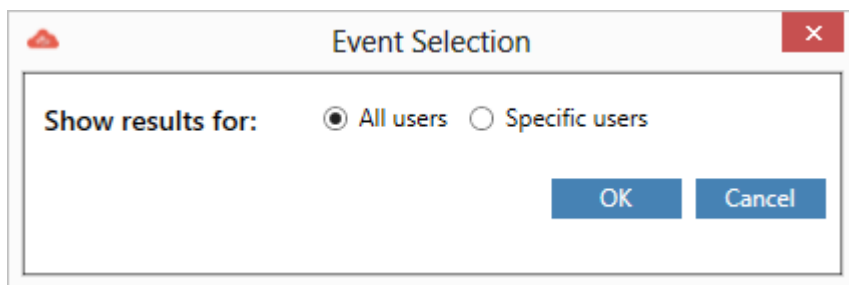 Event Selection
Show results for: All users Specific users
OK Cancel